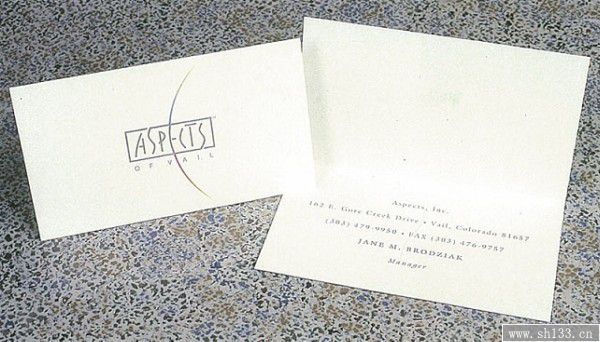 ASPECTS
OF VAIL
Aspects, Inc.
162 E. Gore Creek Drive • Vail, Colorado 81657
(303) 479-9950 • FAX (303) 476-9757
JANE M. BRODZIAK
Manager
www.sh133.cn